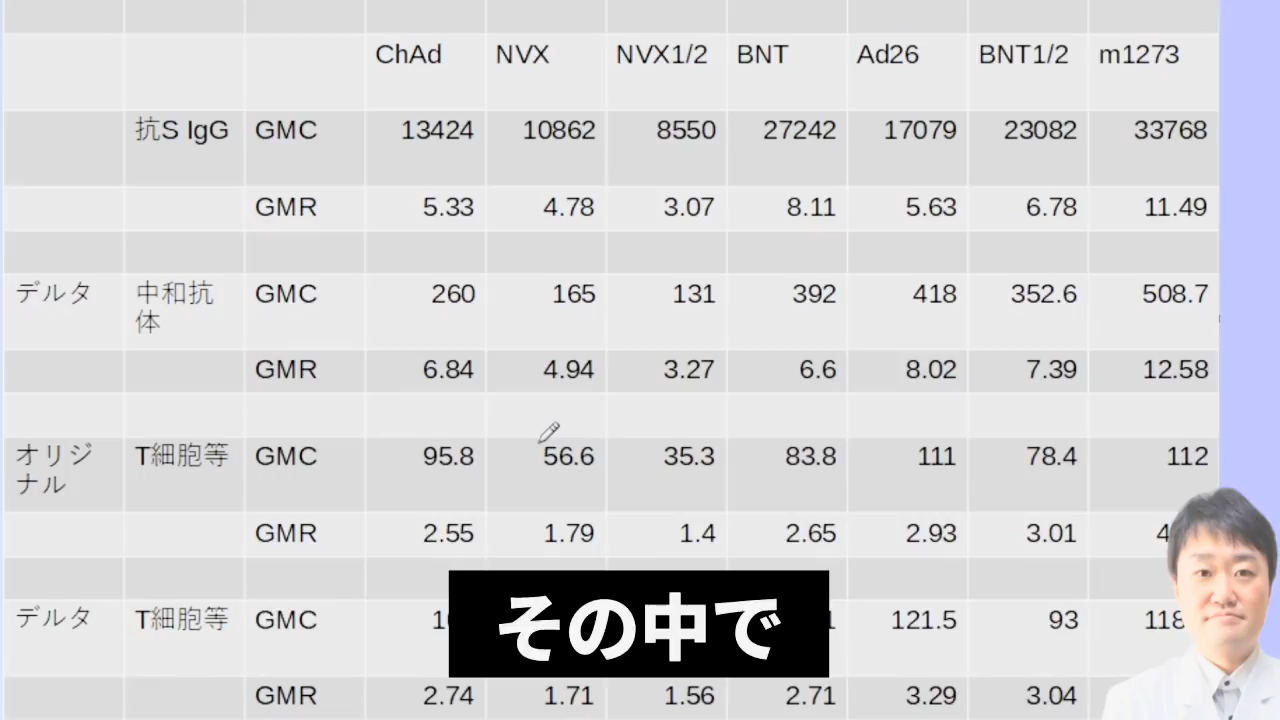 ChAd NVX NVX1/2 BNT Ad26 BNT1/2 m1273
抗S IgG GMC 13424 10862 8550 27242 17079 23082 33768
GMR 5.33 4.78 3.07 8.11 5.63 6.78 11.49
デルタ 中和抗 GMC 260 165 131 392 418 352.6 508.7
体
GMR 6.84 4.94 3.27 6.6 8.02 7.39 12.58
オリジ T細胞等 GMC 95.8 56.6 35.3 83.8 111 78.4 112
ナル
GMR 2.55 1.79 1.4 2.65 2.93 3.01
デルタ T細胞等 GMC 121.5 93
その中で
GMR 2.74 1.71 1.56 2.71 3.29 3.04